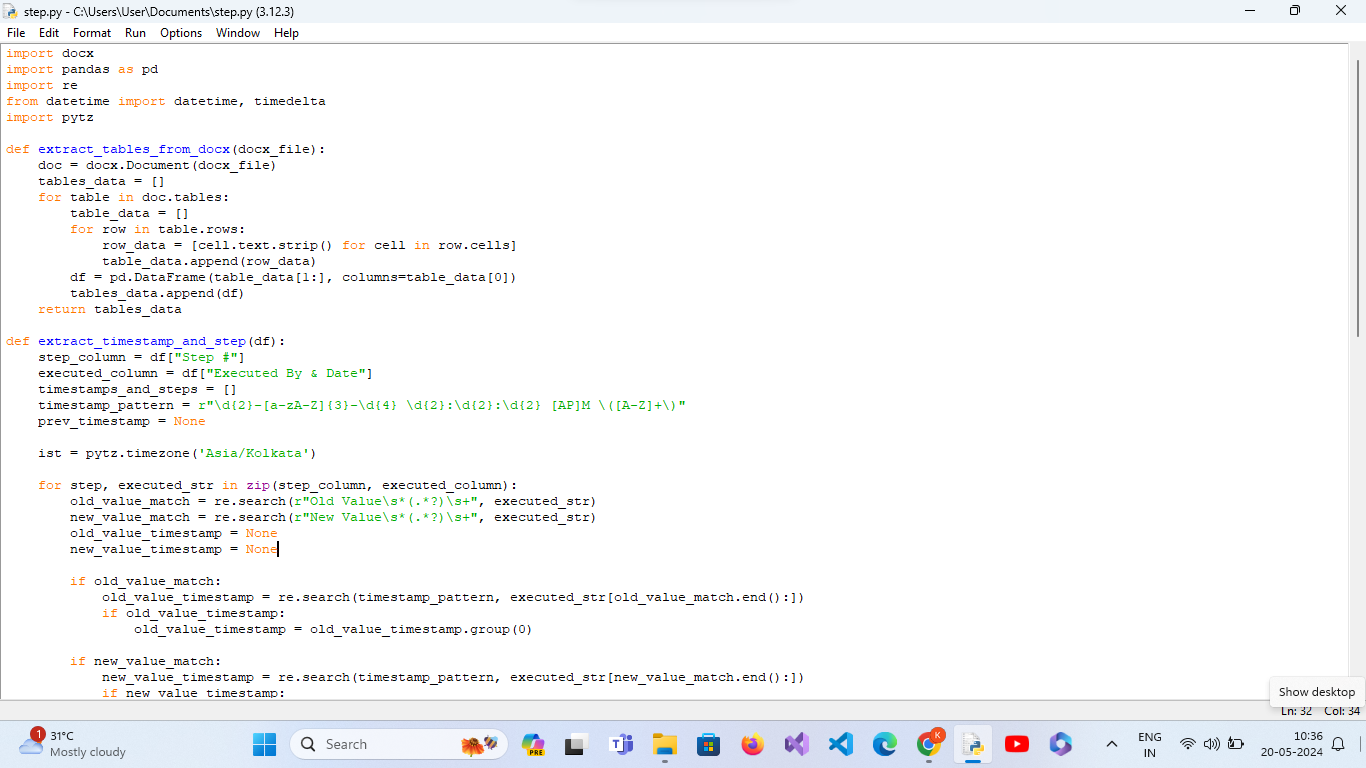 step.py - C:\Users\User\Documents\step.py (3.12.3)
File Edit Format Run Options Window Help
import docx
import pandas as pd
import re
from datetime import datetime, timedelta
import pytz
def extract_tables_from_docx(docx_file):
    doc = docx.Document(docx_file)
    tables_data = []
    for table in doc.tables:
        table_data = []
        for row in table.rows:
            row_data = [cell.text.strip() for cell in row.cells]
            table_data.append(row_data)
        df = pd.DataFrame(table_data[1:], columns=table_data[0])
        tables_data.append(df)
    return tables_data
def extract_timestamp_and_step(df):
    step_column = df["Step #"]
    executed_column = df["Executed By & Date"]
    timestamps_and_steps = []
    timestamp_pattern = r"\d{2}-[a-zA-Z]{3}-\d{4} \d{2}:\d{2}:\d{2} [AP]M \([A-Z]+\)"
    prev_timestamp = None
    ist = pytz.timezone('Asia/Kolkata')
    for step, executed_str in zip(step_column, executed_column):
        old_value_match = re.search(r"Old Value\s*(.*?)\s+", executed_str)
        new_value_match = re.search(r"New Value\s*(.*?)\s+", executed_str)
        old_value_timestamp = None
        new_value_timestamp = None
        if old_value_match:
            old_value_timestamp = re.search(timestamp_pattern, executed_str[old_value_match.end():])
            if old_value_timestamp:
                old_value_timestamp = old_value_timestamp.group(0)
        if new_value_match:
            new_value_timestamp = re.search(timestamp_pattern, executed_str[new_value_match.end():])
            if new_value_timestamp:
Show desktop
Ln: 32 Col: 34
1
31°C
Mostly cloudy
Search
PRE
K
ENG
IN
10:36
20-05-2024